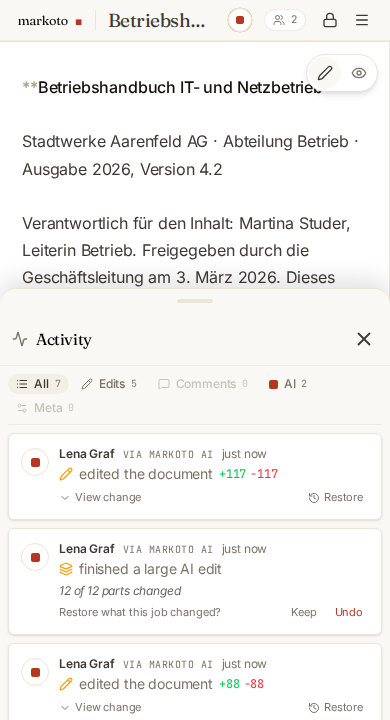 markoto
Betriebsh...
2
**Betriebshandbuch IT- und Netzbetrieb
Stadtwerke Aarenfeld AG · Abteilung Betrieb ·
Ausgabe 2026, Version 4.2
Verantwortlich für den Inhalt: Martina Studer,
Leiterin Betrieb. Freigegeben durch die
Geschäftsleitung am 3. März 2026. Dieses
Activity
All 7 Edits 5 Comments 0 AI 2
Meta 0
Lena Graf VIA MARKOTO AI just now
edited the document +117 -117
View change Restore
Lena Graf VIA MARKOTO AI just now
finished a large AI edit
12 of 12 parts changed
Restore what this job changed? Keep Undo
Lena Graf VIA MARKOTO AI just now
edited the document +88 -88
View change Restore